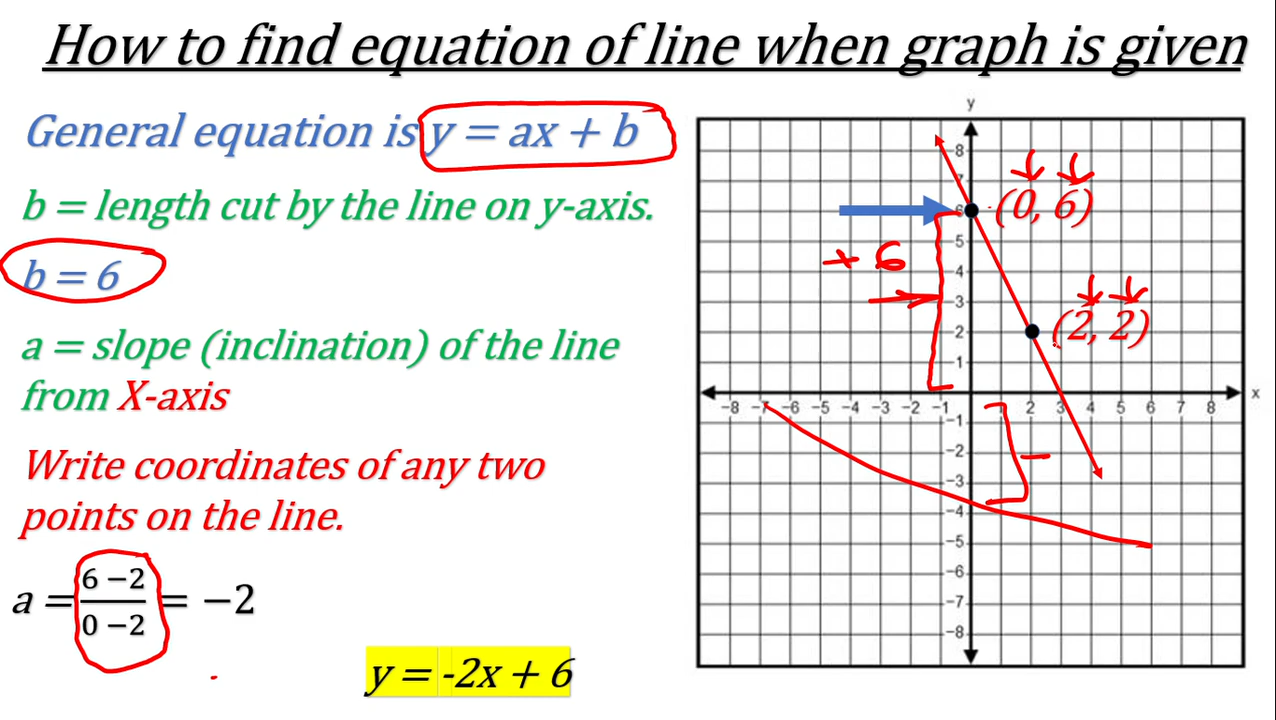 How to find equation of line when graph is given
General equation is y = ax + b
b = length cut by the line on y-axis.
b = 6
a = slope (inclination) of the line
from X-axis
Write coordinates of any two
points on the line.
a = 6 − 2 / 0 − 2 = −2
y = -2x + 6
y
8
7
6
(0, 6)
5
+ 6
4
3
2
(2, 2)
1
x
−8 −7 −6 −5 −4 −3 −2 −1 1 2 3 4 5 6 7 8
−1
−2
−
−3
−4
−5
−6
−7
−8